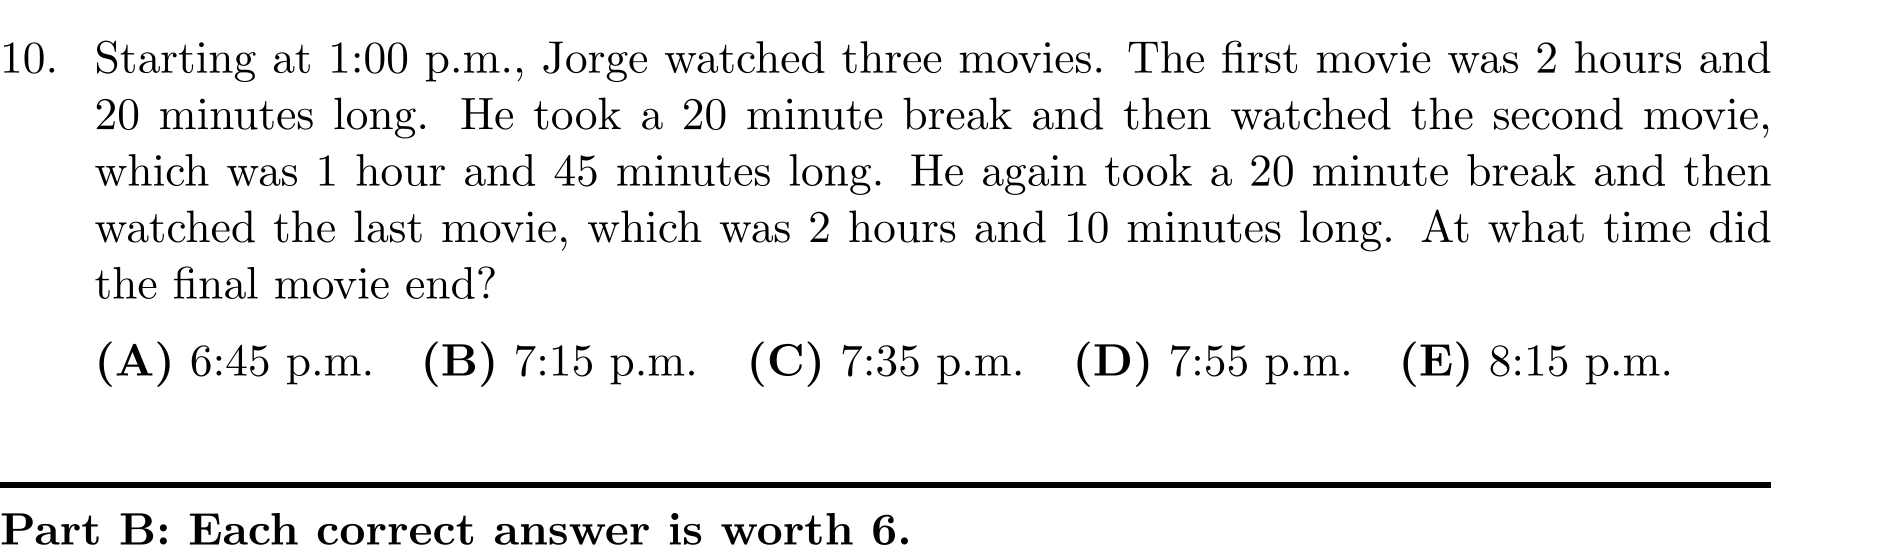 10. Starting at 1:00 p.m., Jorge watched three movies. The first movie was 2 hours and
20 minutes long. He took a 20 minute break and then watched the second movie,
which was 1 hour and 45 minutes long. He again took a 20 minute break and then
watched the last movie, which was 2 hours and 10 minutes long. At what time did
the final movie end?
(A) 6:45 p.m. (B) 7:15 p.m. (C) 7:35 p.m. (D) 7:55 p.m. (E) 8:15 p.m.
Part B: Each correct answer is worth 6.